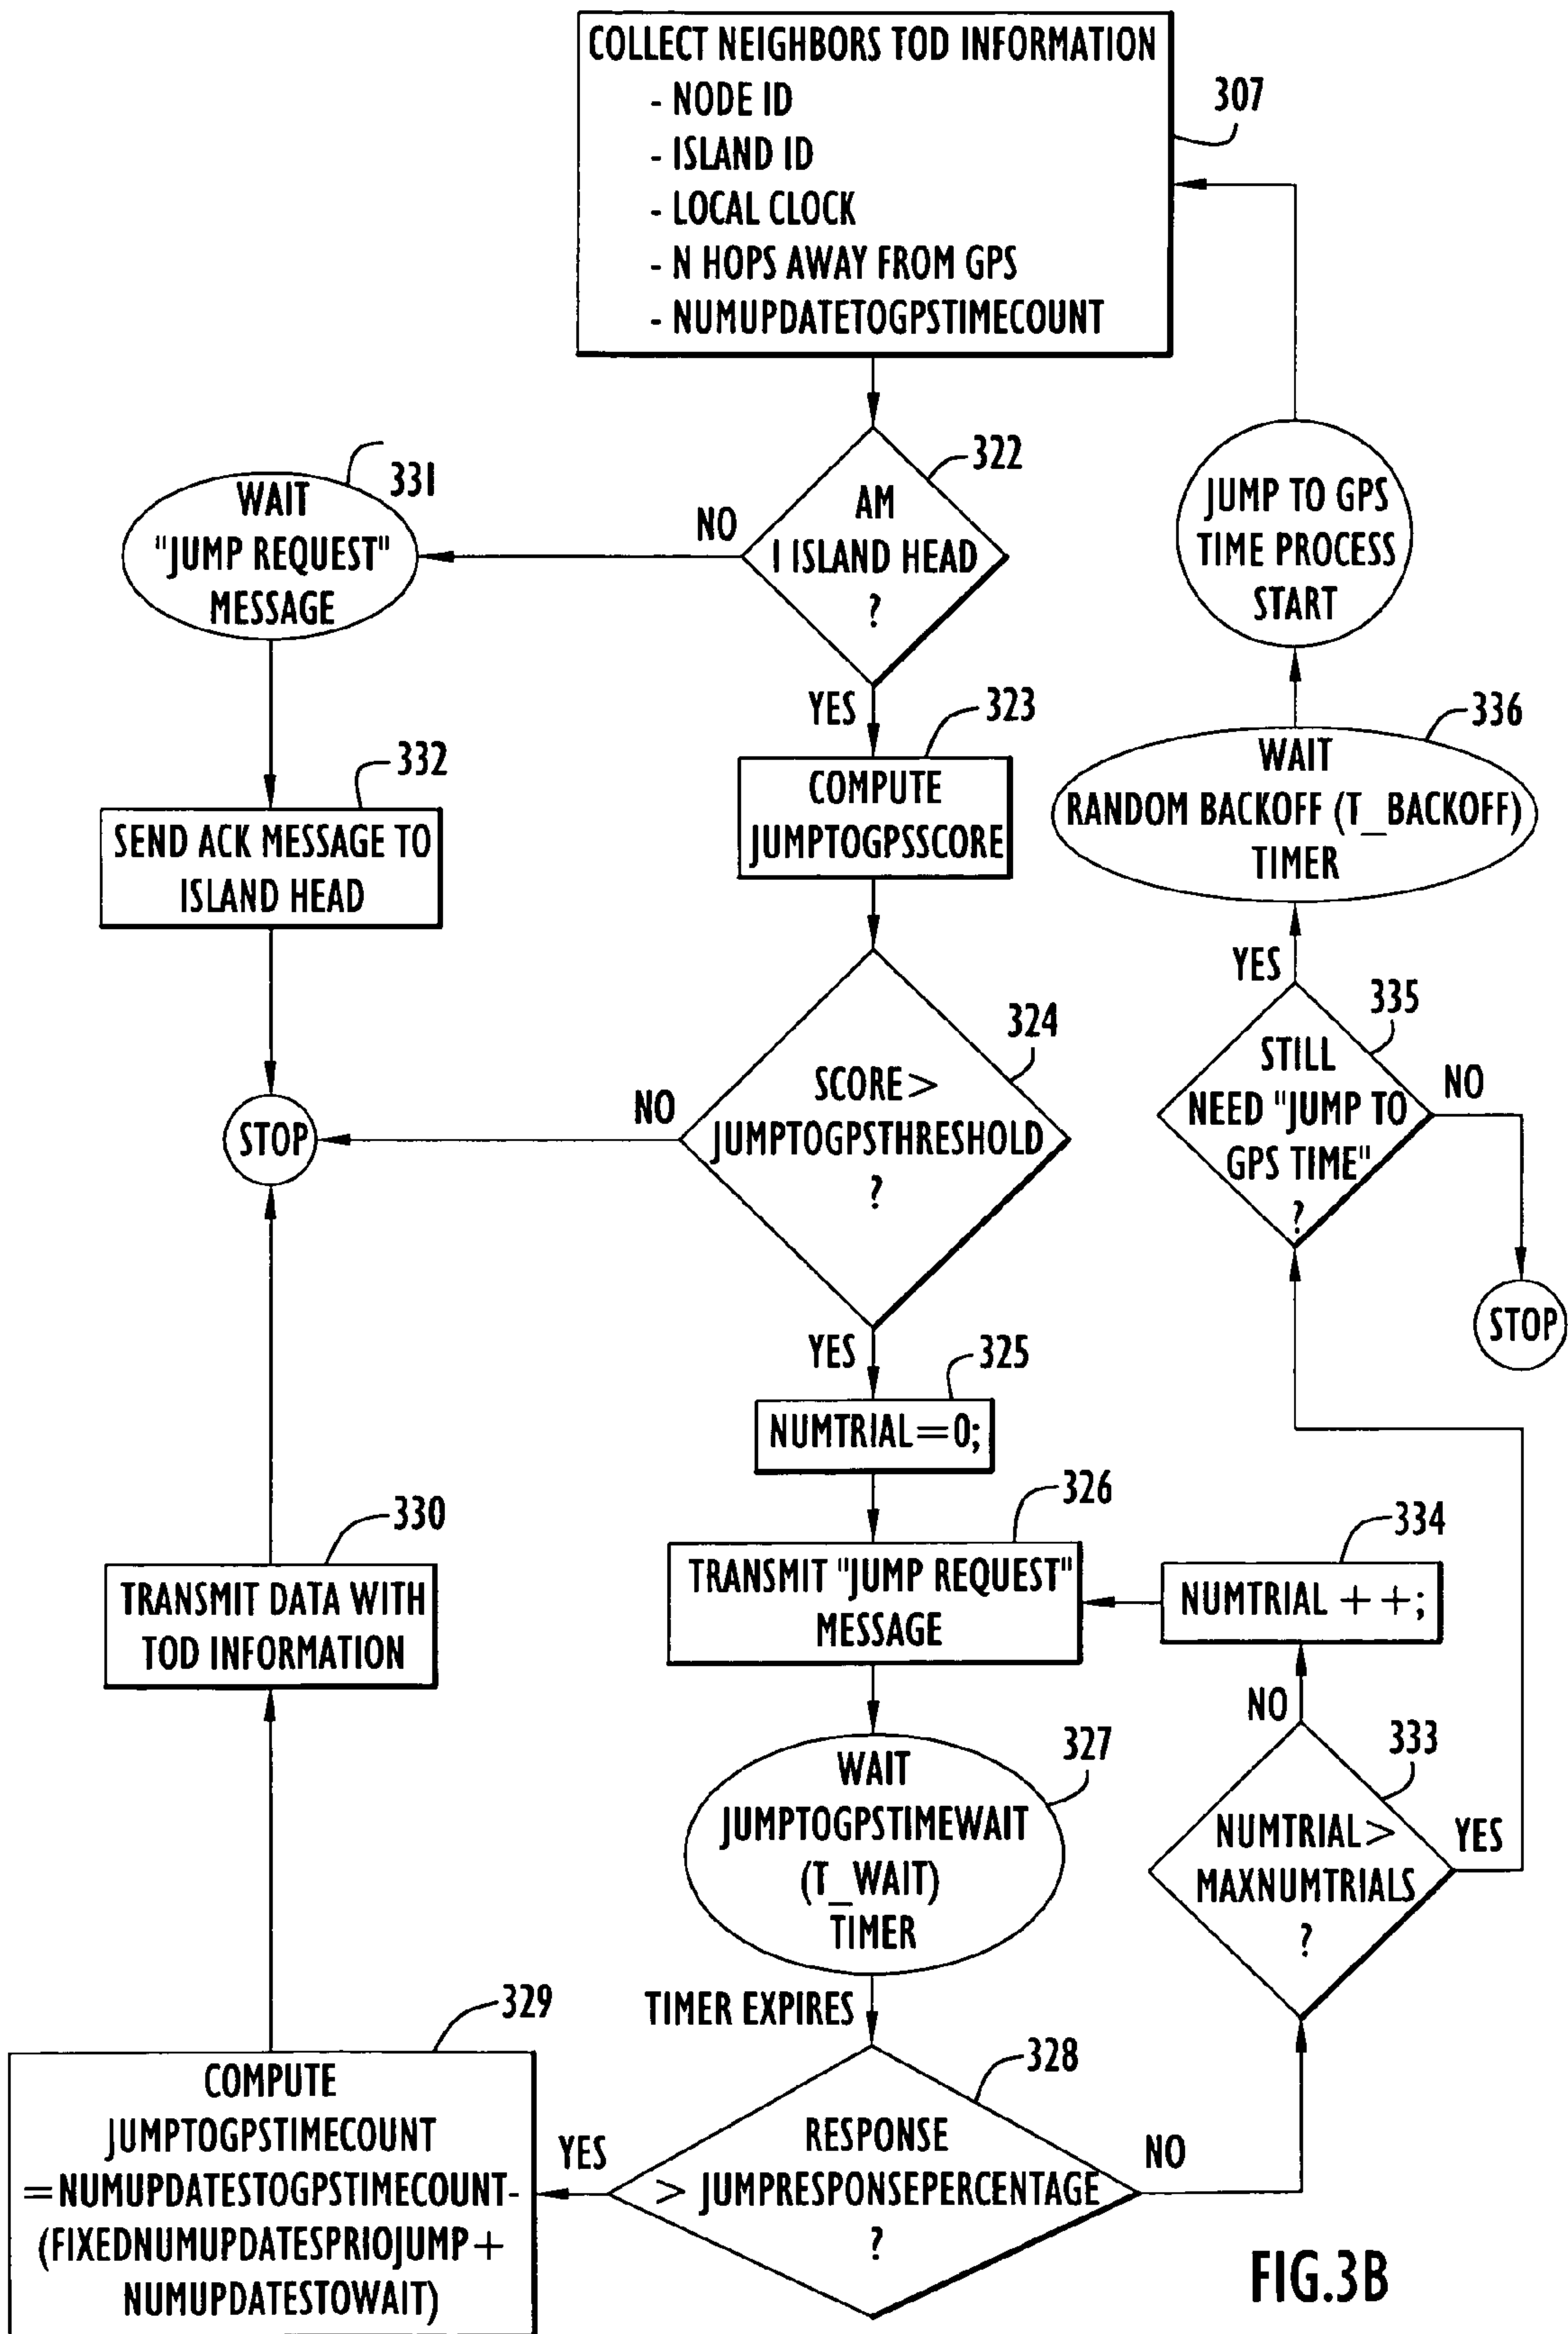 COLLECT NEIGHBORS TOD INFORMATION
- NODE ID
- ISLAND ID
- LOCAL CLOCK
- N HOPS AWAY FROM GPS
- NUMUPDATETOGPSTIMECOUNT
307
322
AM
I ISLAND HEAD
?
NO
YES
331
WAIT
"JUMP REQUEST"
MESSAGE
JUMP TO GPS
TIME PROCESS
START
332
SEND ACK MESSAGE TO
ISLAND HEAD
323
COMPUTE
JUMPTOGPSSCORE
336
WAIT
RANDOM BACKOFF (T_BACKOFF)
TIMER
YES
324
SCORE >
JUMPTOGPSTHRESHOLD
?
NO
STOP
YES
335
STILL
NEED "JUMP TO
GPS TIME"
?
NO
STOP
325
NUMTRIAL=0;
326
TRANSMIT "JUMP REQUEST"
MESSAGE
334
NUMTRIAL ++;
330
TRANSMIT DATA WITH
TOD INFORMATION
NO
327
WAIT
JUMPTOGPSTIMEWAIT
(T_WAIT)
TIMER
333
NUMTRIAL >
MAXNUMTRIALS
?
YES
TIMER EXPIRES
329
COMPUTE
JUMPTOGPSTIMECOUNT
=NUMUPDATESTOGPSTIMECOUNT-
(FIXEDNUMUPDATESPRIOJUMP+
NUMUPDATESTOWAIT)
328
RESPONSE
> JUMPRESPONSEPERCENTAGE
?
YES
NO
FIG.3B